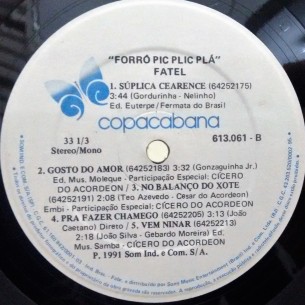 "FORRÔ PIC PLIC PLÁ"
FATEL
1. SÚPLICA CEARENCE (64252175)
3:44 (Gordurinha - Nelinho)
Ed. Euterpe/Fermata do Brasil
copacabana
33 1/3
Stereo/Mono
613.061 - B
2. GOSTO DO AMOR (64252183) 3:32 (Gonzaguinha Jr.)
Ed. Mus. Moleque - Participação Especial: CÍCERO
DO ACORDEON / 3. NO BALANÇO DO XOTE
(64252191) 2:08 (Teo Azevedo - Cesar do Acordeon)
Embi - Participação Especial: CÍCERO DO ACORDEON
4. PRA FAZER CHAMEGO (64252205) 3:13 (João
Caetano) Direto / 5. VEM NINAR (64252213)
2:18 (João Silva - Gebardo Moreira) Ed.
Mus. Samba - CÍCERO DO ACORDEON /
P. 1991 Som Ind. e Com. S/A.